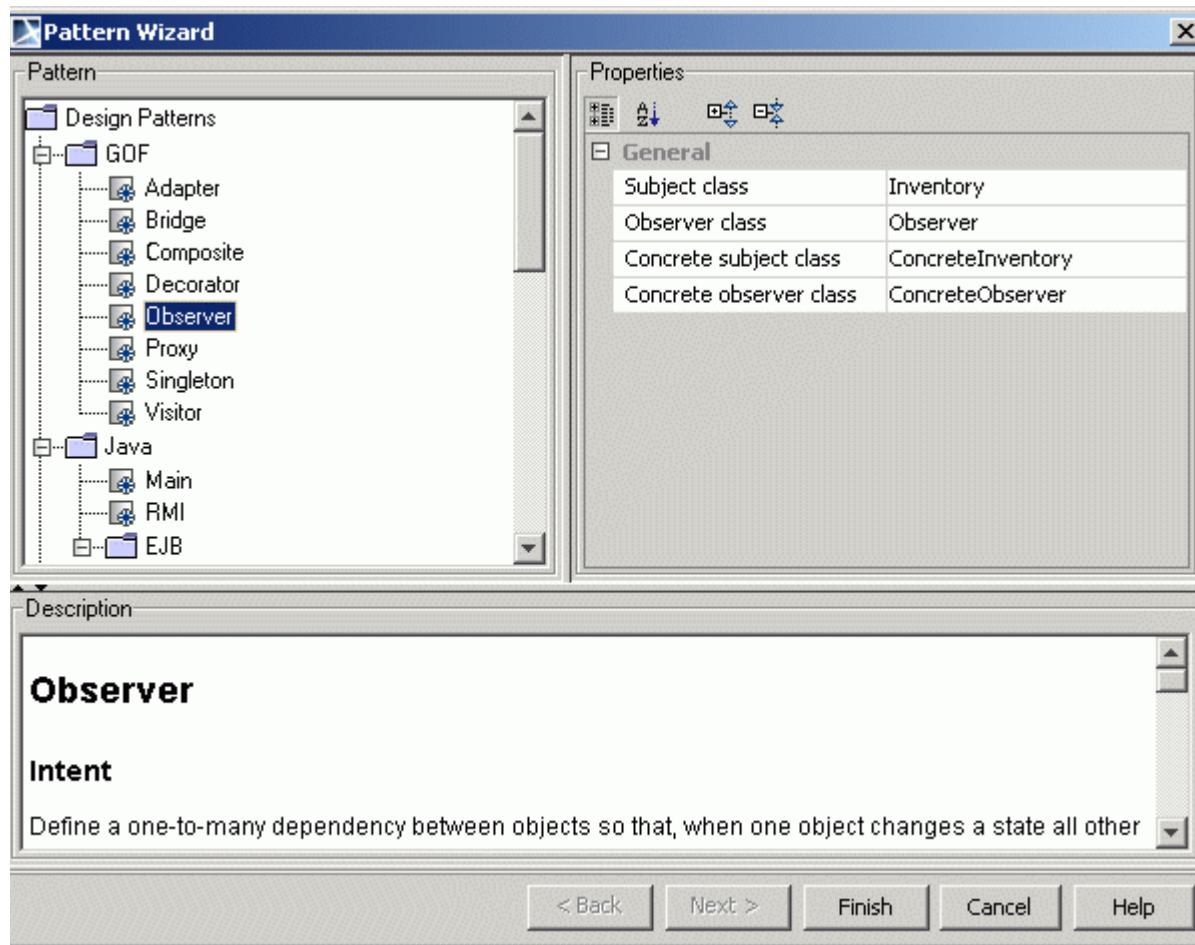 Pattern Wizard
Pattern
Design Patterns
GOF
Adapter
Bridge
Composite
Decorator
Observer
Proxy
Singleton
Visitor
Java
Main
RMI
EJB
Properties
General
Subject class Inventory
Observer class Observer
Concrete subject class ConcreteInventory
Concrete observer class ConcreteObserver
Description
Observer
Intent
Define a one-to-many dependency between objects so that, when one object changes a state all other
< Back Next > Finish Cancel Help